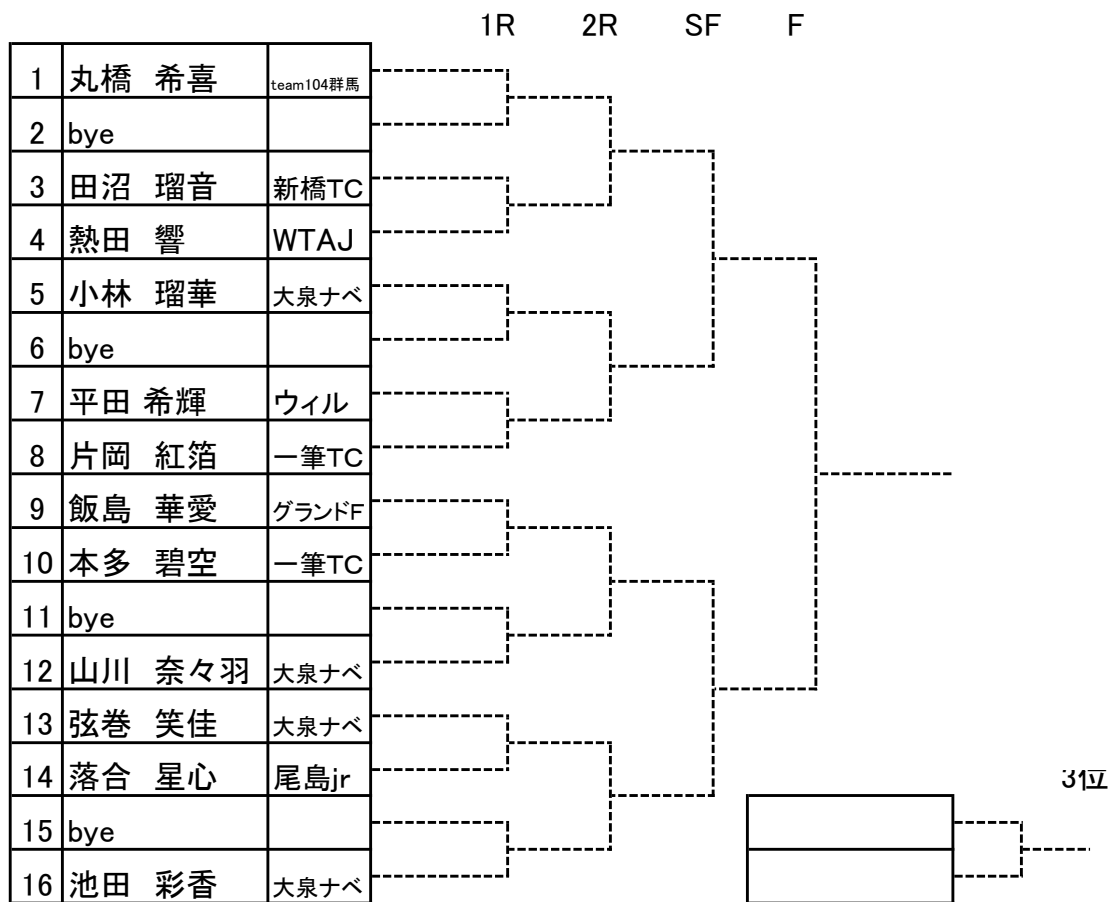 1R 2R SF F
1 丸橋 希喜 team104群馬
2 bye
3 田沼 瑠音 新橋TC
4 熱田 響 WTAJ
5 小林 瑠華 大泉ナベ
6 bye
7 平田 希輝 ウィル
8 片岡 紅箔 一筆TC
9 飯島 華愛 グランドF
10 本多 碧空 一筆TC
11 bye
12 山川 奈々羽 大泉ナベ
13 弦巻 笑佳 大泉ナベ
14 落合 星心 尾島jr
3位
15 bye
16 池田 彩香 大泉ナベ